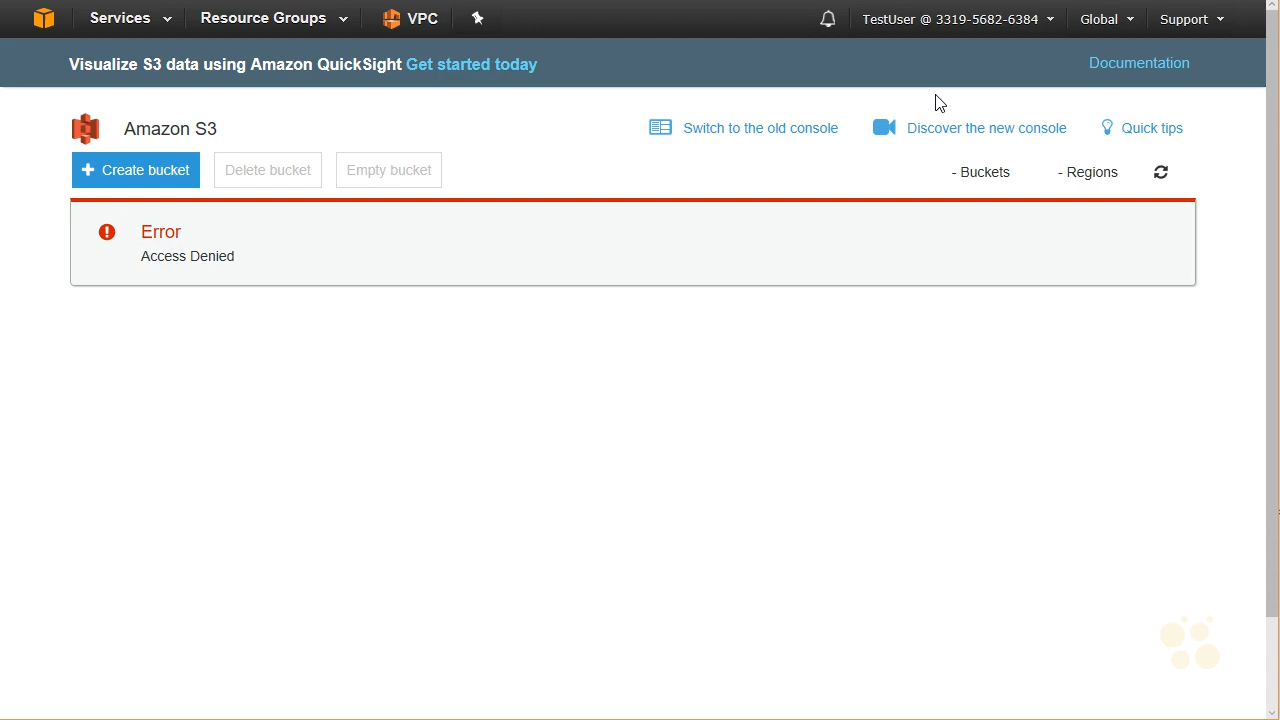 Services Resource Groups VPC TestUser @ 3319-5682-6384 Global Support
Visualize S3 data using Amazon QuickSight Get started today Documentation
Amazon S3 Switch to the old console Discover the new console Quick tips
Create bucket Delete bucket Empty bucket - Buckets - Regions
Error
Access Denied